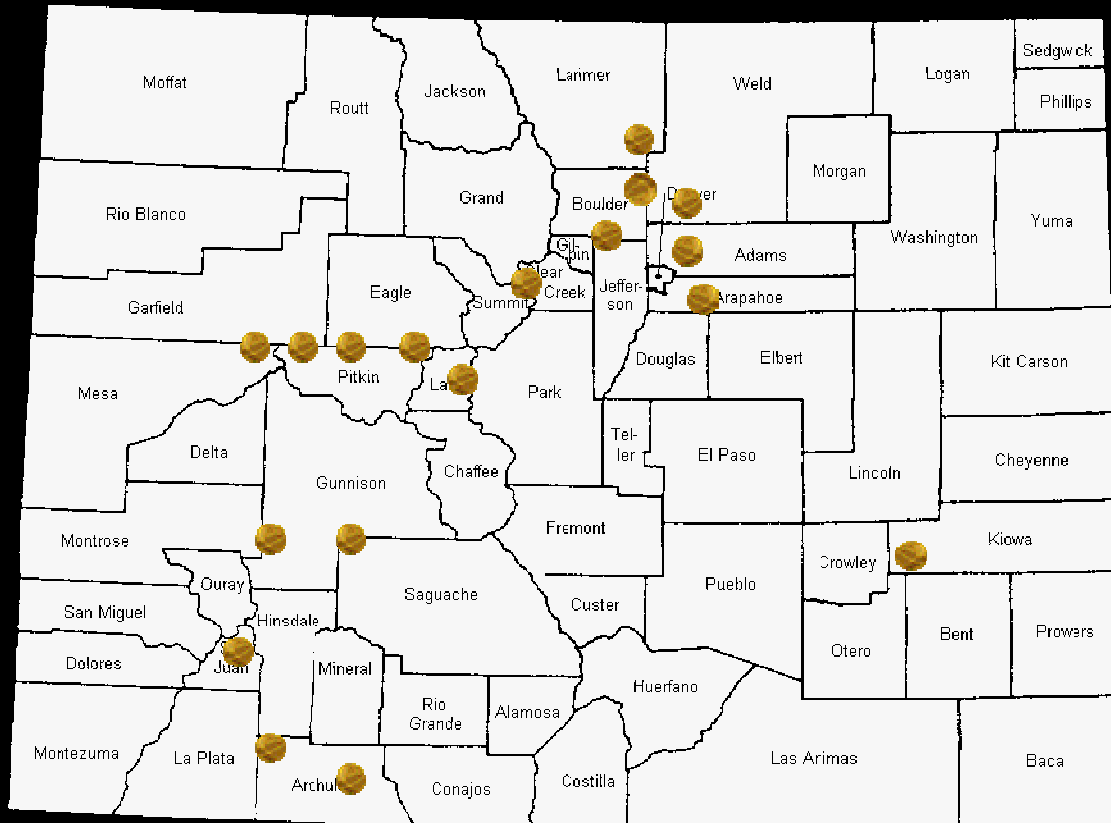 Sedgwick
Moffat
Jackson
Larimer
Weld
Logan
Routt
Phillips
Morgan
Grand
Boulder
Rio Blanco
Yuma
Washington
Adams
Creek
Jeffer-
son
Eagle
Summit
Arapahoe
Garfield
Douglas
Elbert
Kit Carson
Mesa
Pitkin
Park
Delta
Tel-
ler
El Paso
Gunnison
Chaffee
Lincoln
Cheyenne
Montrose
Fremont
Crowley
Kiowa
Ouray
Saguache
Pueblo
San Miguel
Hinsdale
Custer
Dolores
Juan
Mineral
Otero
Bent
Prowers
Rio
Grande
Alamosa
Huerfano
Montezuma
La Plata
Las Arimas
Baca
Costilla
Conajos